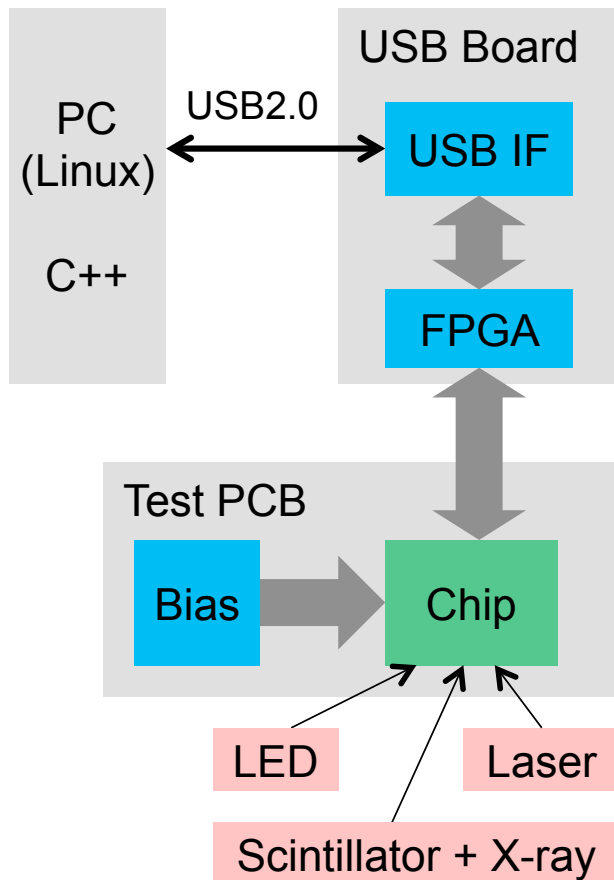 USB Board
USB2.0
PC
(Linux)
C++
USB IF
FPGA
Test PCB
Bias
Chip
LED
Laser
Scintillator + X-ray